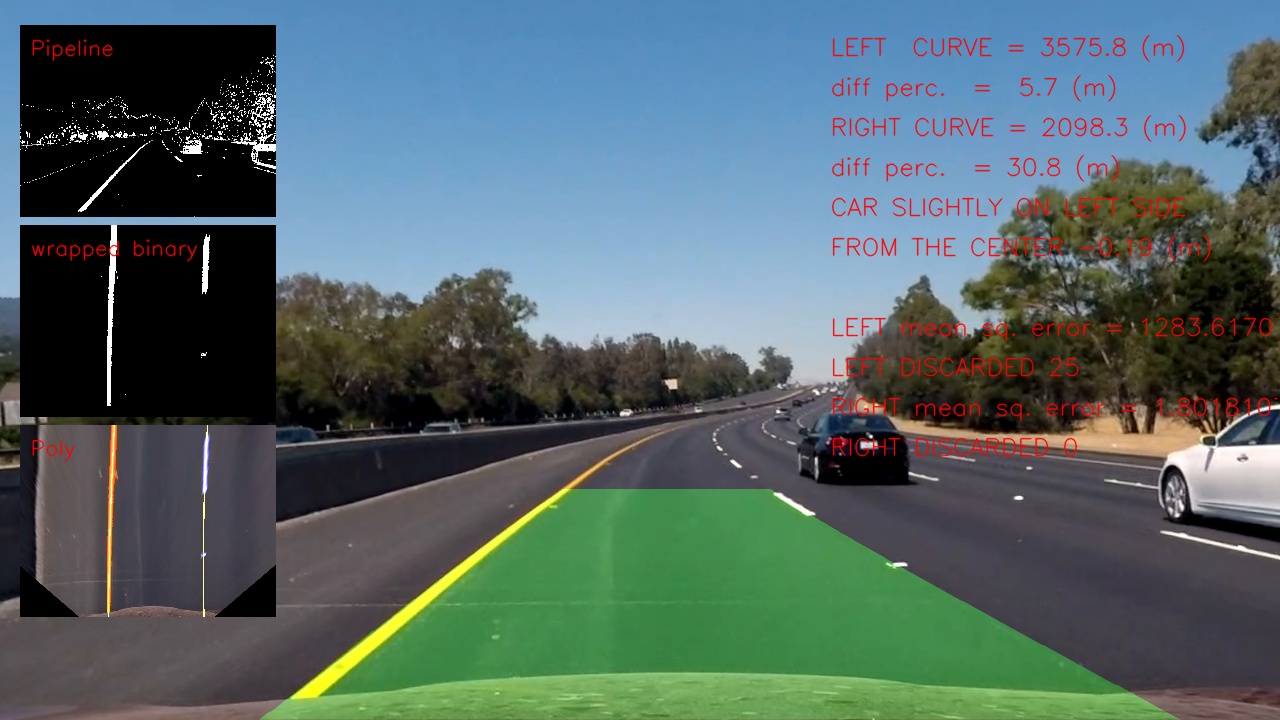 Pipeline
wrapped binary
Poly
LEFT CURVE = 3575.8 (m)
diff perc. = 5.7 (m)
RIGHT CURVE = 2098.3 (m)
diff perc. = 30.8 (m)
CAR SLIGHTLY ON LEFT SIDE
FROM THE CENTER -0.19 (m)
LEFT mean sq. error = 1283.6170
LEFT DISCARDED 25
RIGHT mean sq. error = 1.801810
RIGHT DISCARDED 0